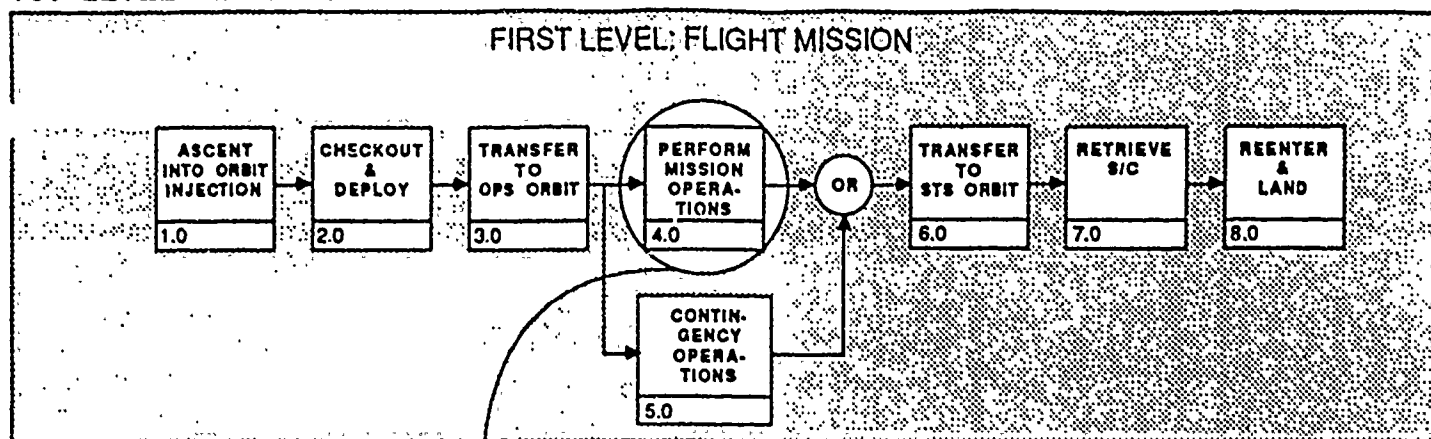 FIRST LEVEL: FLIGHT MISSION
ASCENT
INTO ORBIT
INJECTION
1.0
CHECKOUT
&
DEPLOY
2.0
TRANSFER
TO
OPS ORBIT
3.0
PERFORM
MISSION
OPERA-
TIONS
4.0
OR
TRANSFER
TO
STS ORBIT
6.0
RETRIEVE
S/C
7.0
REENTER
&
LAND
8.0
CONTIN-
GENCY
OPERA-
TIONS
5.0